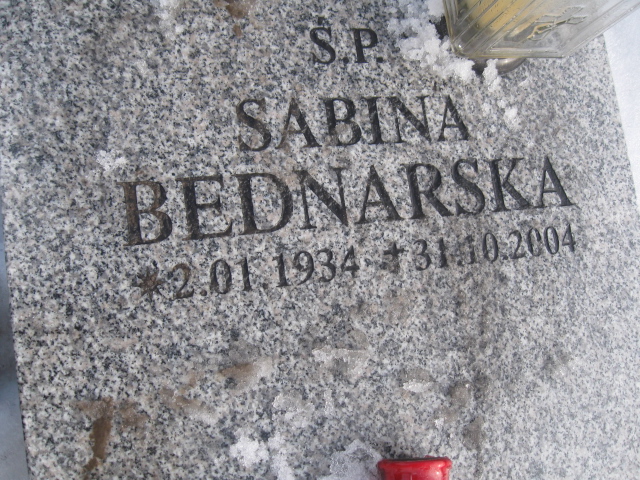 Ś.P.
SABINA
BEDNARSKA
*2.01.1934 +31.10.2004